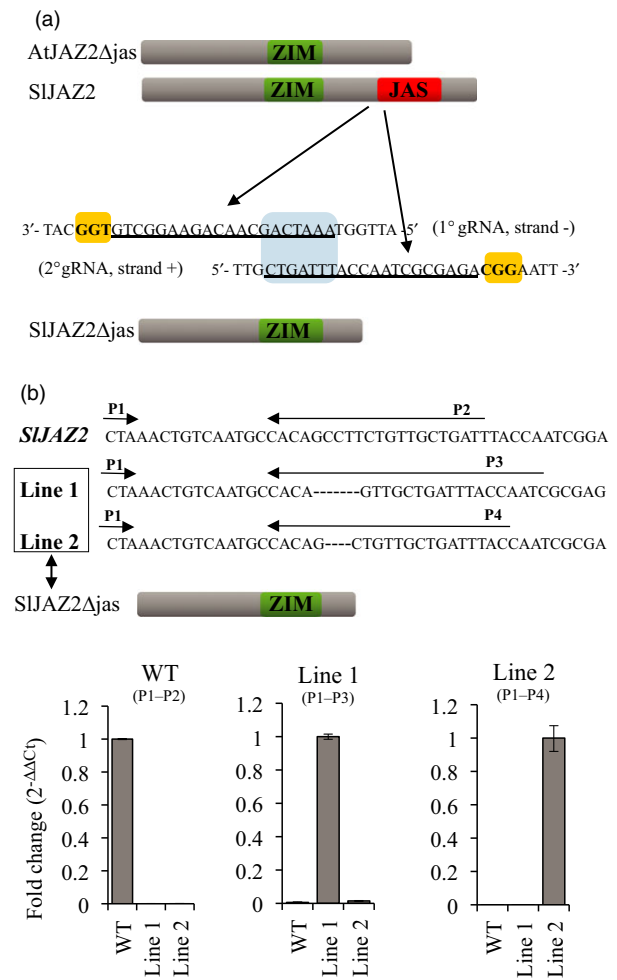 (a)
AtJAZ2Δjas ZIM
SlJAZ2 ZIM JAS
3′- TAC GGTGTCGGAAGACAACGACTAAATGGTTA -5′ (1° gRNA, strand -)
(2° gRNA, strand +) 5′- TTGCTGATTTACCAATCGCGAGACGGAATT -3′
SlJAZ2Δjas ZIM
(b)
P1 P2
SlJAZ2 CTAAACTGTCAATGCCACAGCCTTCTGTTGCTGATTTACCAATCGGA
P1 P3
Line 1 CTAAACTGTCAATGCCACA-------GTTGCTGATTTACCAATCGCGAG
P1 P4
Line 2 CTAAACTGTCAATGCCACAG----CTGTTGCTGATTTACCAATCGCGA
SlJAZ2Δjas ZIM
WT Line 1 Line 2
(P1–P2) (P1–P3) (P1–P4)
Fold change (2-ΔΔCt)
1.2 1.2 1.2
1 1 1
0.8 0.8 0.8
0.6 0.6 0.6
0.4 0.4 0.4
0.2 0.2 0.2
0 0 0
WT Line 1 Line 2 WT Line 1 Line 2 WT Line 1 Line 2